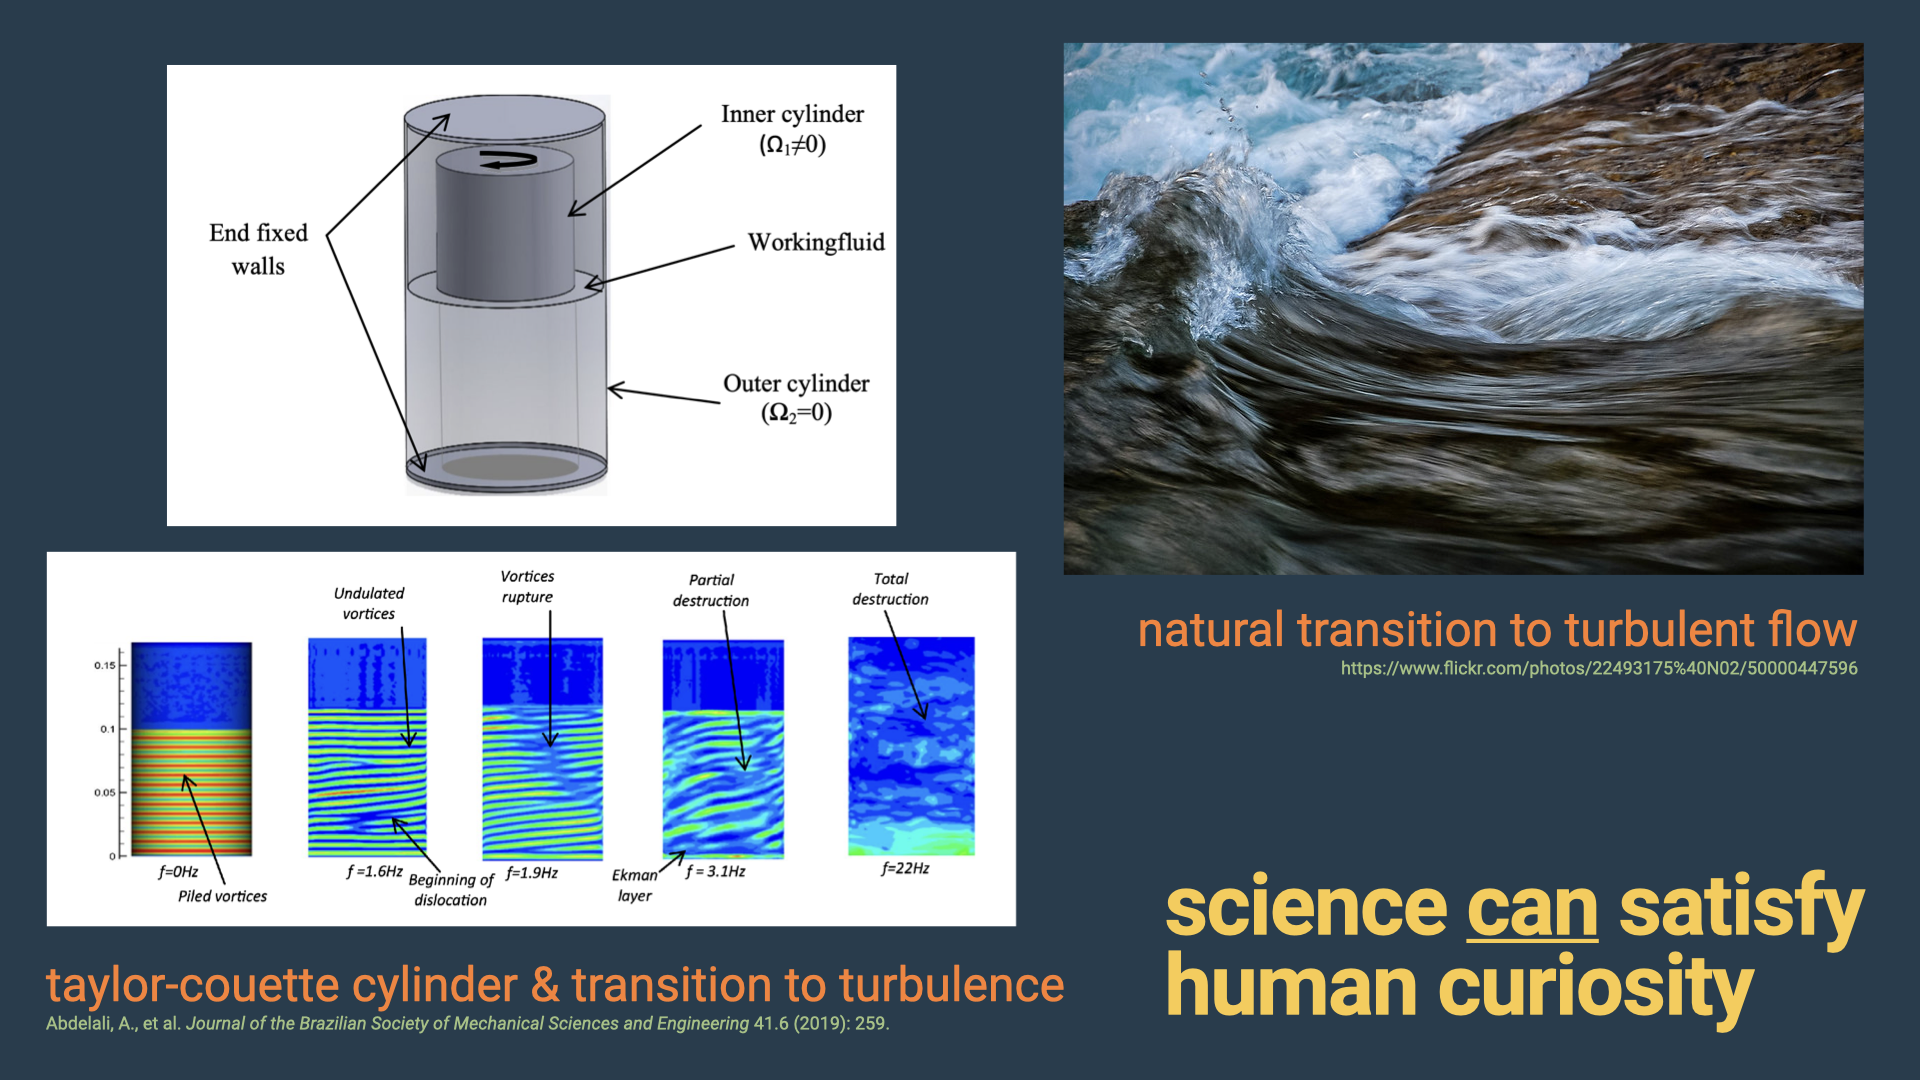 Inner cylinder
(Ω₁≠0)
End fixed
walls
Workingfluid
Outer cylinder
(Ω₂=0)
Undulated
vortices
Vortices
rupture
Partial
destruction
Total
destruction
0.15
0.1
0.05
0
f=0Hz
Piled vortices
f =1.6Hz
Beginning of
dislocation
f=1.9Hz
Ekman
layer
f = 3.1Hz
f=22Hz
taylor-couette cylinder & transition to turbulence
Abdelali, A., et al. Journal of the Brazilian Society of Mechanical Sciences and Engineering 41.6 (2019): 259.
natural transition to turbulent flow
https://www.flickr.com/photos/22493175%40N02/50000447596
science can satisfy
human curiosity